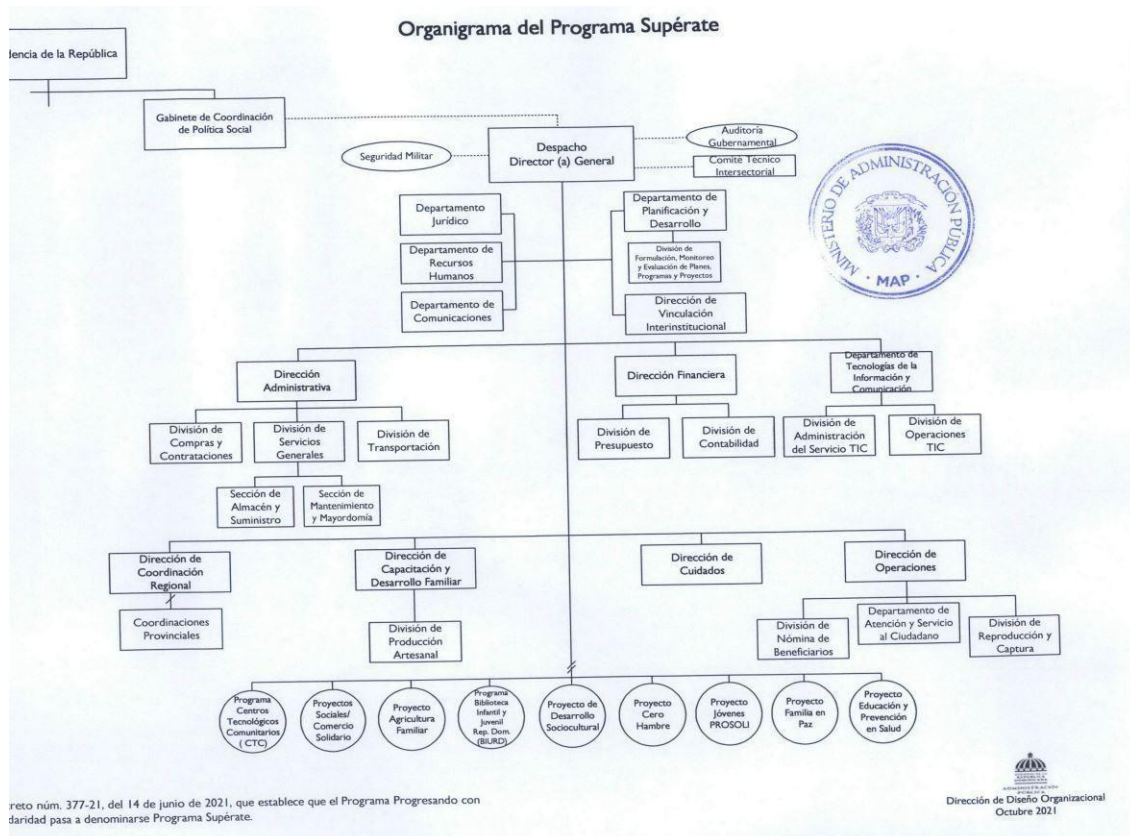 Organigrama del Programa Supérate
dencia de la República
Gabinete de Coordinación
de Política Social
Despacho
Director (a) General
Seguridad Militar
Auditoría
Gubernamental
Comité Técnico
Intersectorial
MINISTERIO DE ADMINISTRACIÓN PÚBLICA
· MAP ·
Departamento
Jurídico
Departamento de
Recursos
Humanos
Departamento de
Comunicaciones
Departamento de
Planificación y
Desarrollo
División de
Formulación, Monitoreo
y Evaluación de Planes,
Programas y Proyectos
Dirección de
Vinculación
Interinstitucional
Dirección
Administrativa
Dirección Financiera
Departamento de
Tecnologías de la
Información y
Comunicación
División de
Compras y
Contrataciones
División de
Servicios
Generales
División de
Transportación
División de
Presupuesto
División de
Contabilidad
División de
Administración
del Servicio TIC
División de
Operaciones
TIC
Sección de
Almacén y
Suministro
Sección de
Mantenimiento
y Mayordomía
Dirección de
Coordinación
Regional
Dirección de
Capacitación y
Desarrollo Familiar
Dirección de
Cuidados
Dirección de
Operaciones
Coordinaciones
Provinciales
División de
Producción
Artesanal
División de
Nómina de
Beneficiarios
Departamento de
Atención y Servicio
al Ciudadano
División de
Reproducción y
Captura
Programa
Centros
Tecnológicos
Comunitarios
( CTC)
Proyectos
Sociales/
Comercio
Solidario
Proyecto
Agricultura
Familiar
Programa
Biblioteca
Infantil y
Juvenil
Rep. Dom.
(BIJRD)
Proyecto de
Desarrollo
Sociocultural
Proyecto
Cero
Hambre
Proyecto
Jóvenes
PROSOLI
Proyecto
Familia en
Paz
Proyecto
Educación y
Prevención
en Salud
creto núm. 377-21, del 14 de junio de 2021, que establece que el Programa Progresando con
daridad pasa a denominarse Programa Supérate.
ADMINISTRACIÓN
PÚBLICA
Dirección de Diseño Organizacional
Octubre 2021